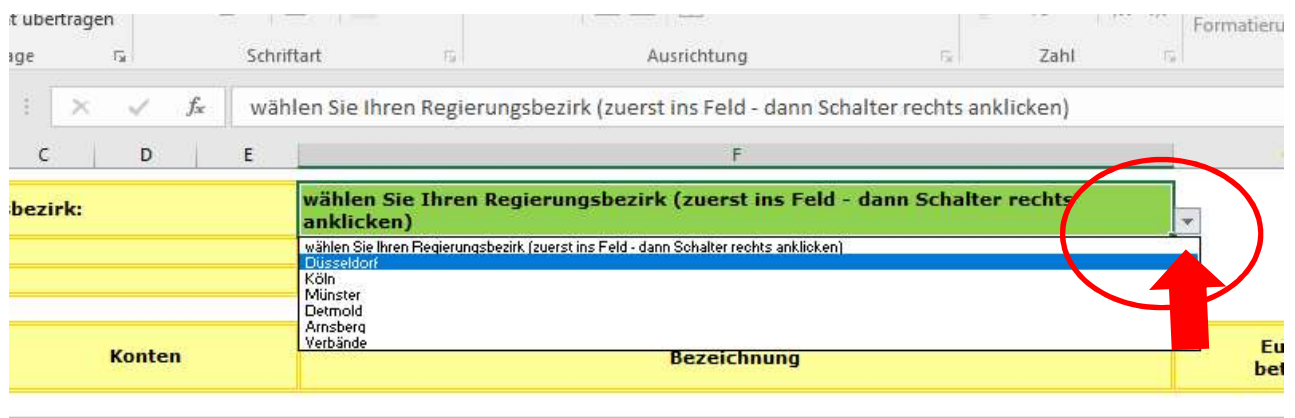 t übertragen
Formatieru
age
Schriftart
Ausrichtung
Zahl
fx
wählen Sie Ihren Regierungsbezirk (zuerst ins Feld - dann Schalter rechts anklicken)
C
D
E
F
bezirk:
wählen Sie Ihren Regierungsbezirk (zuerst ins Feld - dann Schalter rechts
anklicken)
wählen Sie Ihren Regierungsbezirk (zuerst ins Feld - dann Schalter rechts anklicken)
Düsseldorf
Köln
Münster
Detmold
Arnsberg
Verbände
Konten
Bezeichnung
Eu
bet